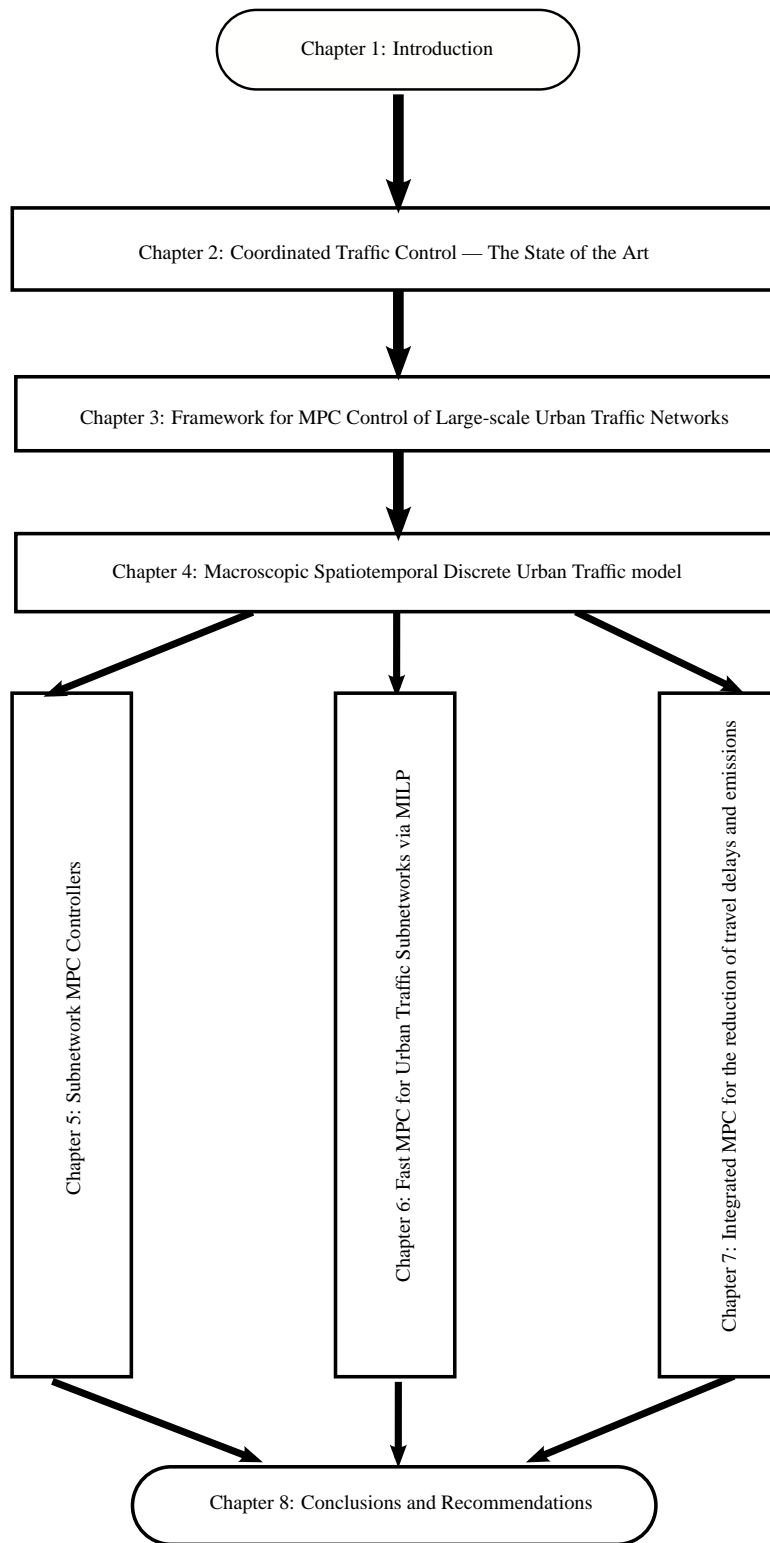 Chapter 1: Introduction
Chapter 2: Coordinated Traffic Control — The State of the Art
Chapter 3: Framework for MPC Control of Large-scale Urban Traffic Networks
Chapter 4: Macroscopic Spatiotemporal Discrete Urban Traffic model
Chapter 5: Subnetwork MPC Controllers
Chapter 6: Fast MPC for Urban Traffic Subnetworks via MILP
Chapter 7: Integrated MPC for the reduction of travel delays and emissions
Chapter 8: Conclusions and Recommendations